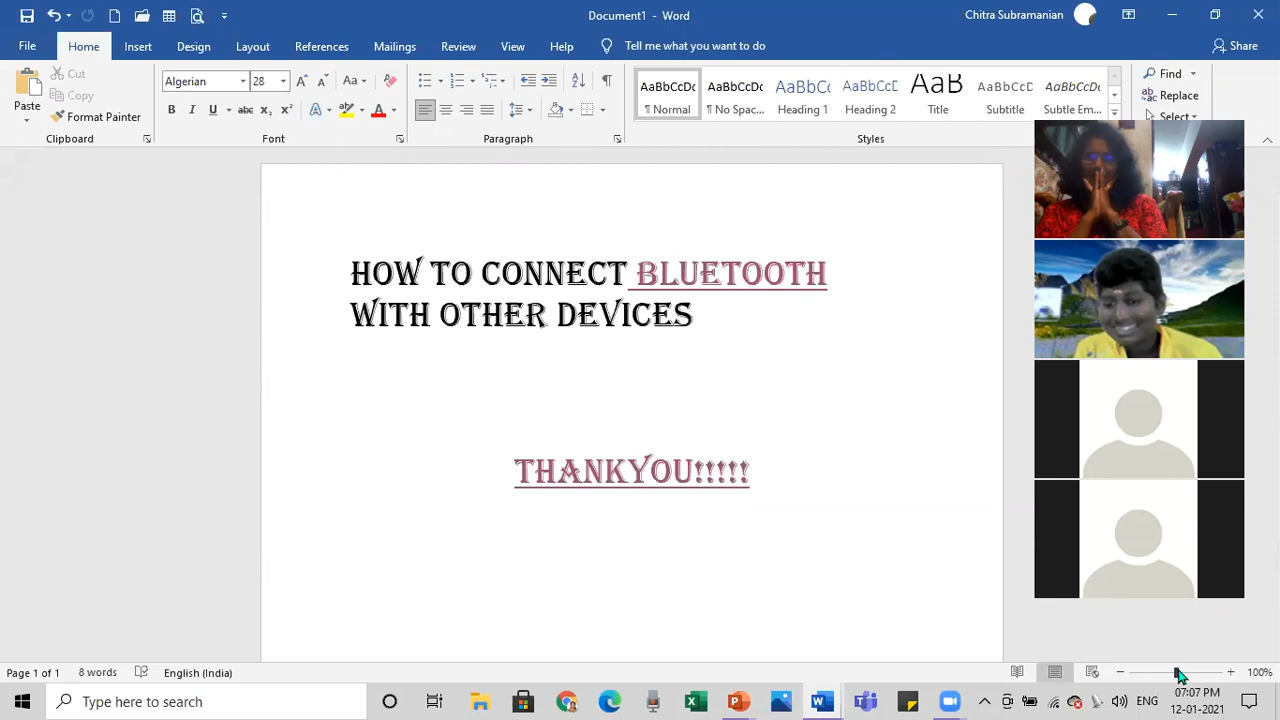 Document1 - Word
Chitra Subramanian
File Home Insert Design Layout References Mailings Review View Help Tell me what you want to do Share
Paste
Cut
Copy
Format Painter
Clipboard
Algerian 28
Font
Paragraph
AaBbCcDc AaBbCcDc AaBbCc AaBbCcD AaB AaBbCcD AaBbCcDc
¶ Normal ¶ No Spac... Heading 1 Heading 2 Title Subtitle Subtle Em...
Styles
Find
Replace
Select
HOW TO CONNECT BLUETOOTH
WITH OTHER DEVICES
THANKYOU!!!!!
Page 1 of 1 8 words English (India) 100%
Type here to search
ENG
07:07 PM
12-01-2021